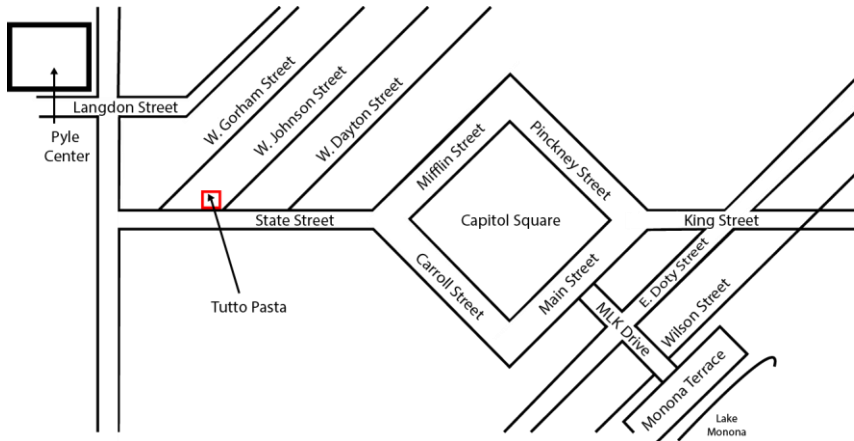 Langdon Street
Pyle
Center
W. Gorham Street
W. Johnson Street
W. Dayton Street
Mifflin Street
Pinckney Street
State Street
Capitol Square
King Street
Tutto Pasta
Carroll Street
Main Street
E. Doty Street
MLK Drive
Wilson Street
Monona Terrace
Lake
Monona